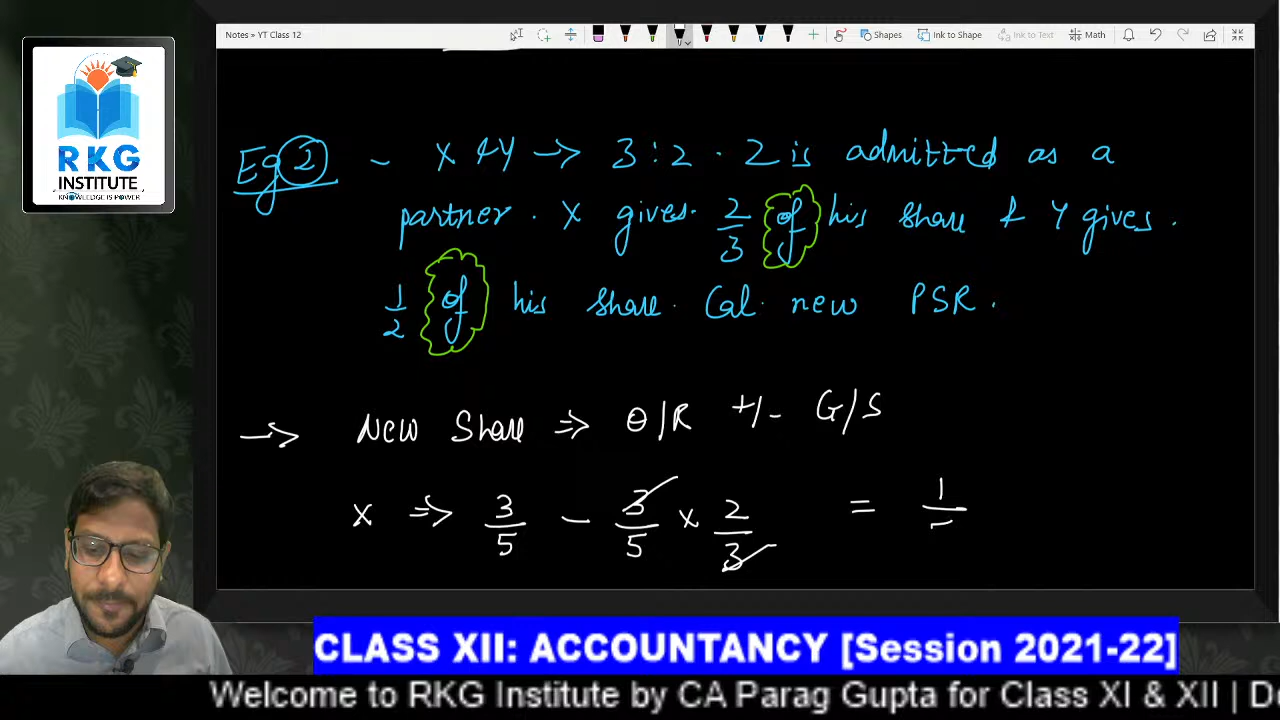 Notes » YT Class 12
Shapes Ink to Shape Ink to Text Math
RKG
INSTITUTE
KNOWLEDGE IS POWER
Eg 2 - X & Y → 3 : 2 . Z is admitted as a
partner . X gives 2/3 of his share & Y gives .
1/2 of his share . Cal . new PSR .
→ New Share ⇒ O/R +/- G/S
X ⇒ 3/5 - 3/5 × 2/3 = 1/
CLASS XII: ACCOUNTANCY [Session 2021-22]
Welcome to RKG Institute by CA Parag Gupta for Class XI & XII | D